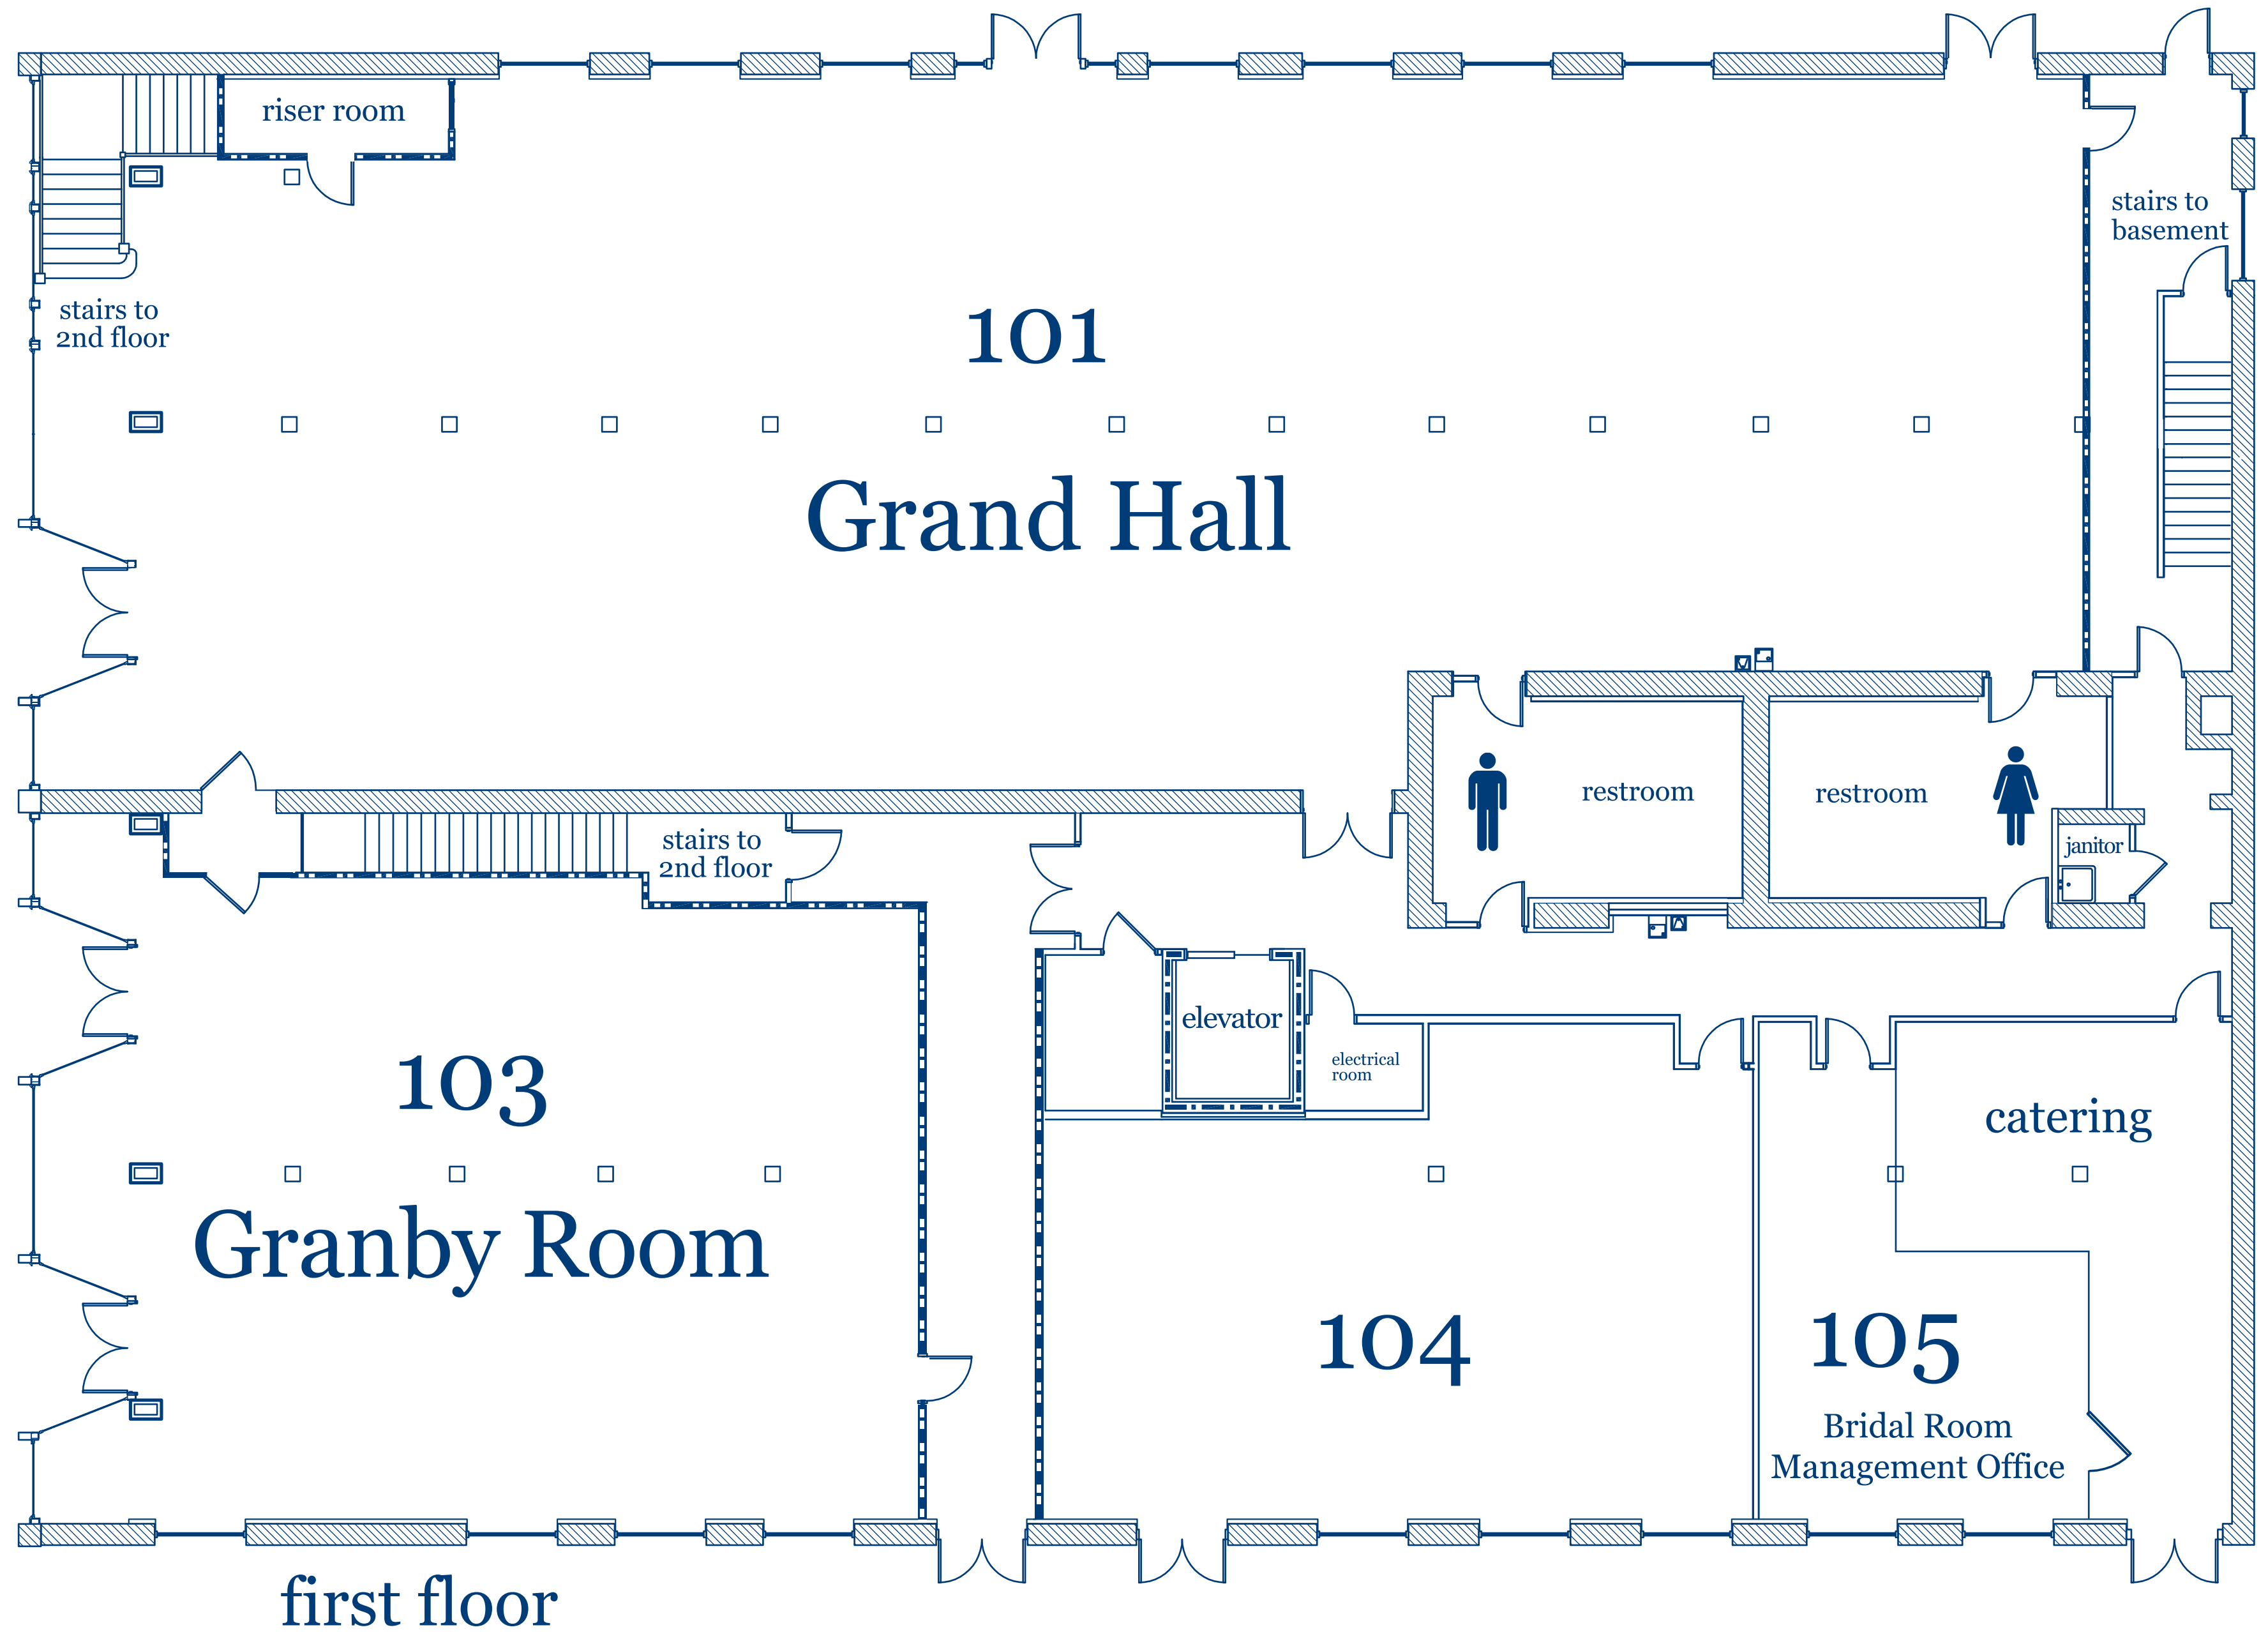 riser room
stairs to
basement
stairs to
2nd floor
101
Grand Hall
restroom
restroom
stairs to
2nd floor
janitor
elevator
electrical
room
103
Granby Room
catering
104
105
Bridal Room
Management Office
first floor